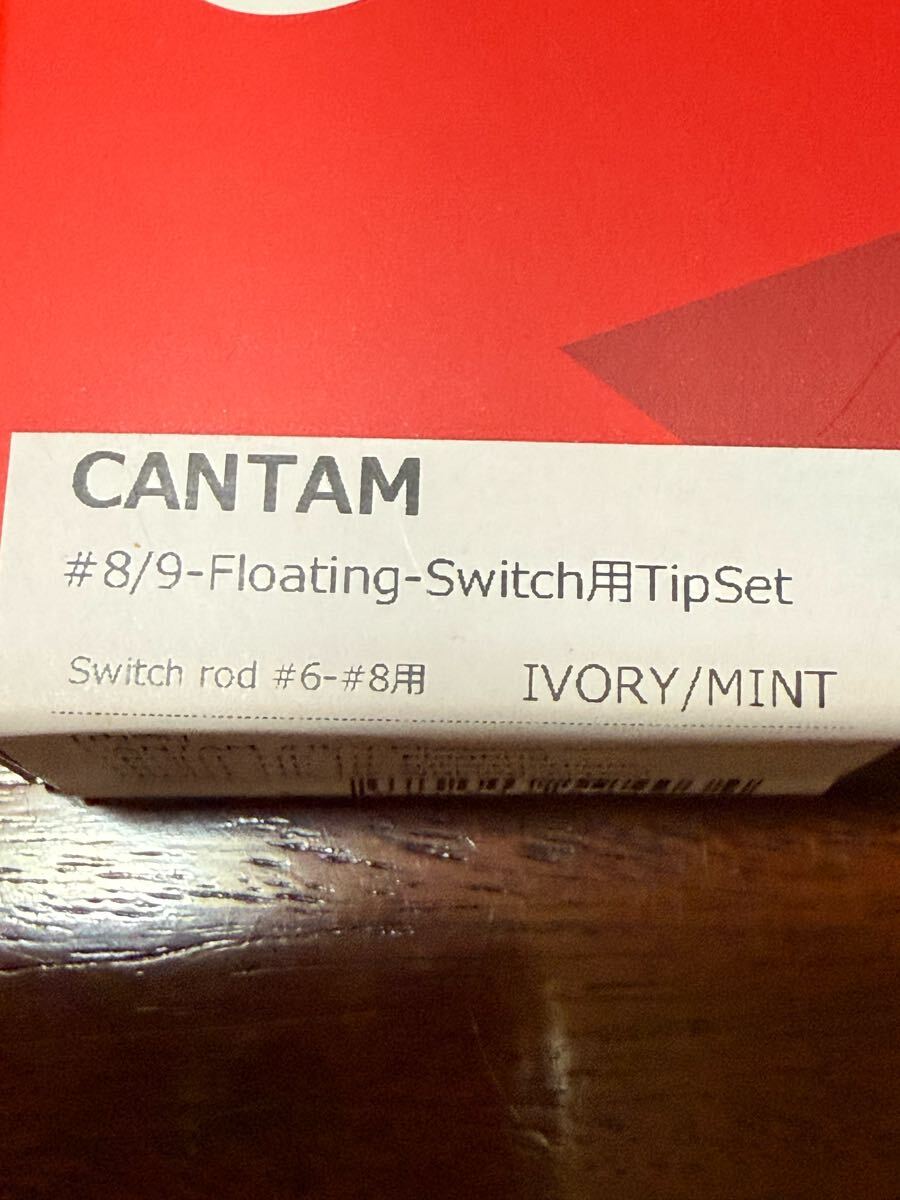 CANTAM
#8/9-Floating-Switch用TipSet
Switch rod #6-#8用
IVORY/MINT